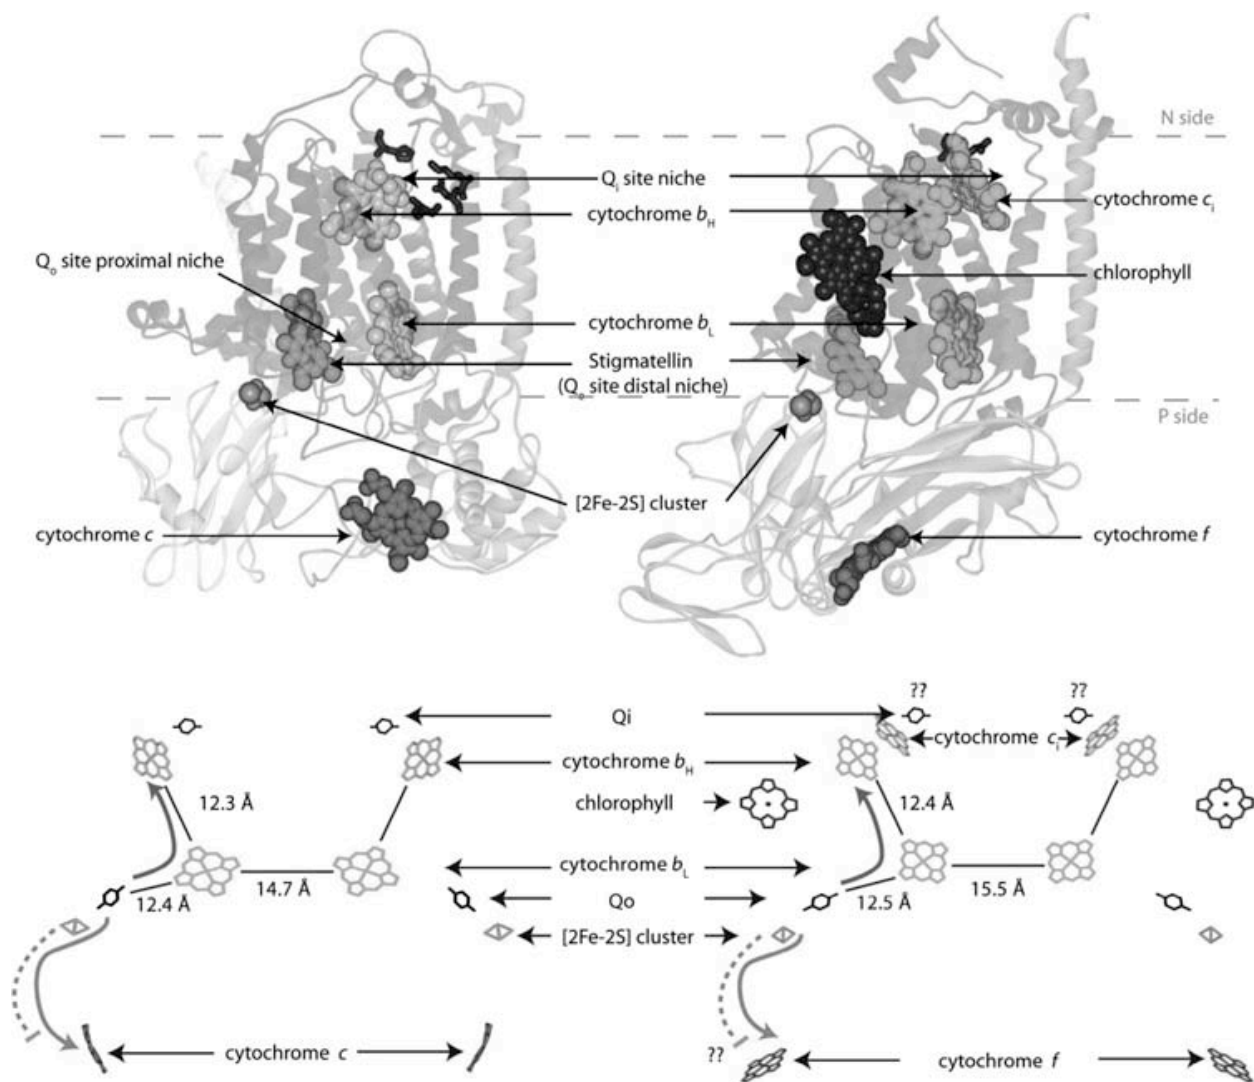 N side
Qi site niche
cytochrome bH
cytochrome ci
Qo site proximal niche
chlorophyll
cytochrome bL
Stigmatellin
(Qo site distal niche)
P side
[2Fe-2S] cluster
cytochrome c
cytochrome f
?? ??
Qi
cytochrome ci
cytochrome bH
12.3 Å
chlorophyll
12.4 Å
cytochrome bL
14.7 Å
15.5 Å
12.4 Å
Qo
12.5 Å
[2Fe-2S] cluster
cytochrome c
??
cytochrome f